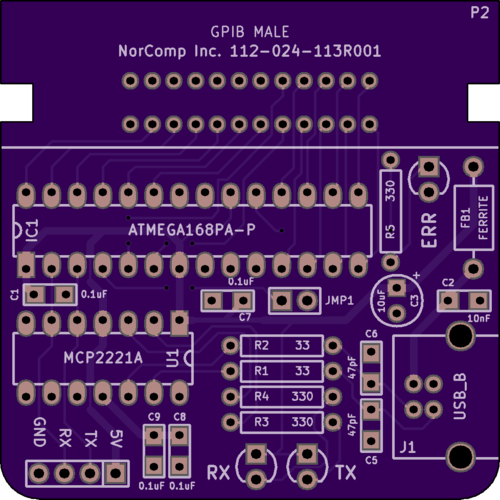 P2
GPIB MALE
NorComp Inc. 112-024-113R001
330
R5
ERR
FB1
FERRITE
IC1
ATMEGA168PA-P
C1
0.1uF
0.1uF
C7
JMP1
+
10uF
C3
C2
10nF
MCP2221A
U1
R2 33
R1 33
R4 330
R3 330
C6
47pF
47pF
C5
USB_B
J1
GND
RX
TX
5V
C9
C8
0.1uF
0.1uF
RX
TX